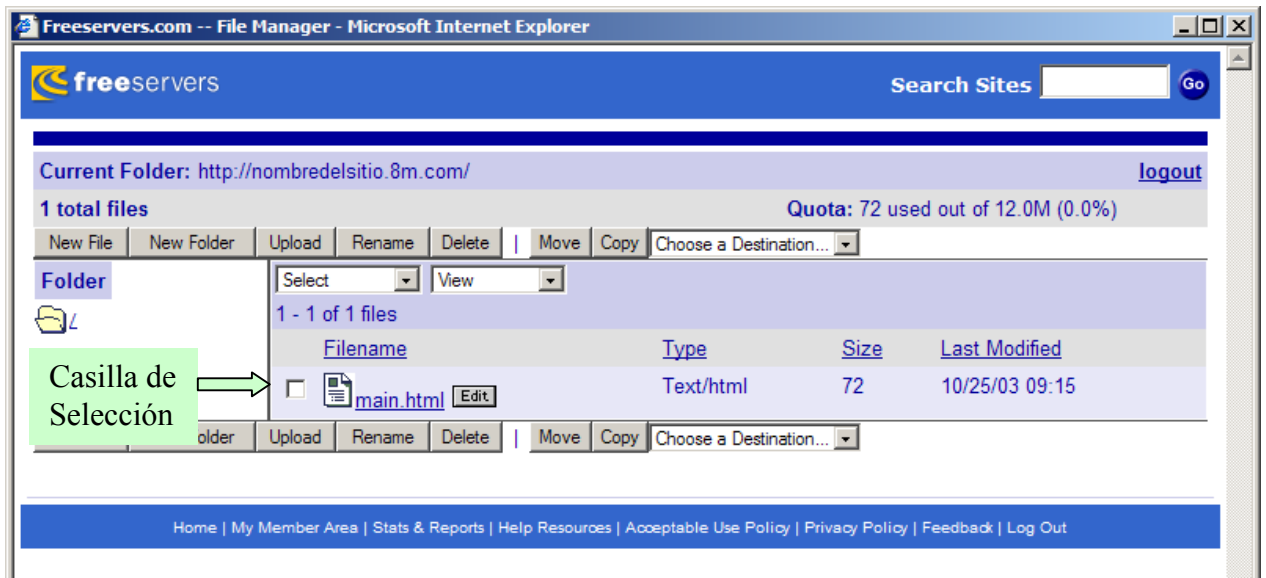 Freeservers.com -- File Manager - Microsoft Internet Explorer
freeservers Search Sites Go
Current Folder: http://nombredelsitio.8m.com/ logout
1 total files Quota: 72 used out of 12.0M (0.0%)
New File New Folder Upload Rename Delete | Move Copy Choose a Destination...
Folder Select View
/ 1 - 1 of 1 files
Filename Type Size Last Modified
Casilla de
Selección
main.html Edit Text/html 72 10/25/03 09:15
older Upload Rename Delete | Move Copy Choose a Destination...
Home | My Member Area | Stats & Reports | Help Resources | Acceptable Use Policy | Privacy Policy | Feedback | Log Out